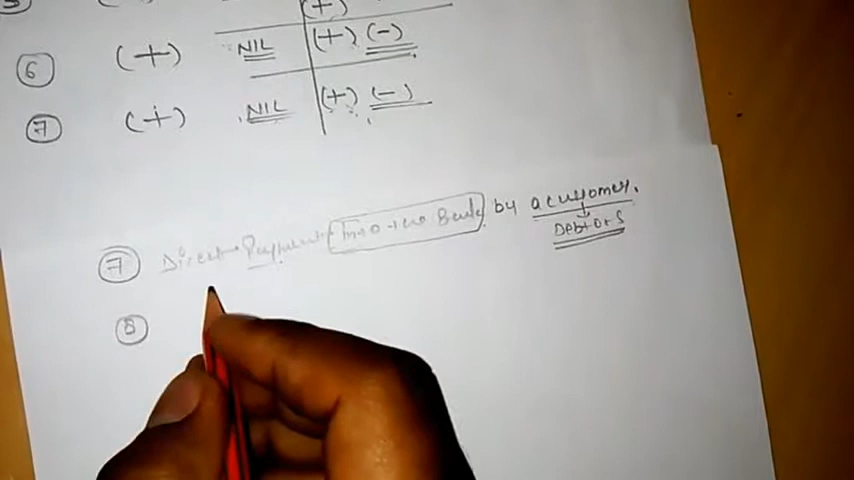 (+)
6 (+) NIL (+) (-)
7 (+) NIL (+) (-)
7 Direct Payment Into the Bank by a customer.
Debtors
8